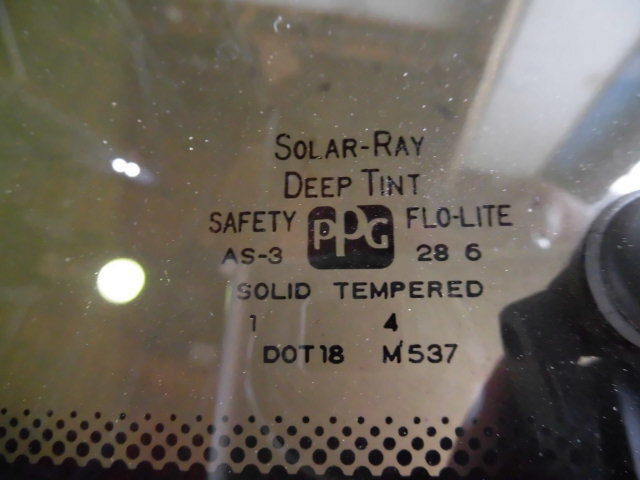 SOLAR-RAY
DEEP TINT
SAFETY PPG FLO-LITE
AS-3 28 6
SOLID TEMPERED
1 4
DOT18 M537